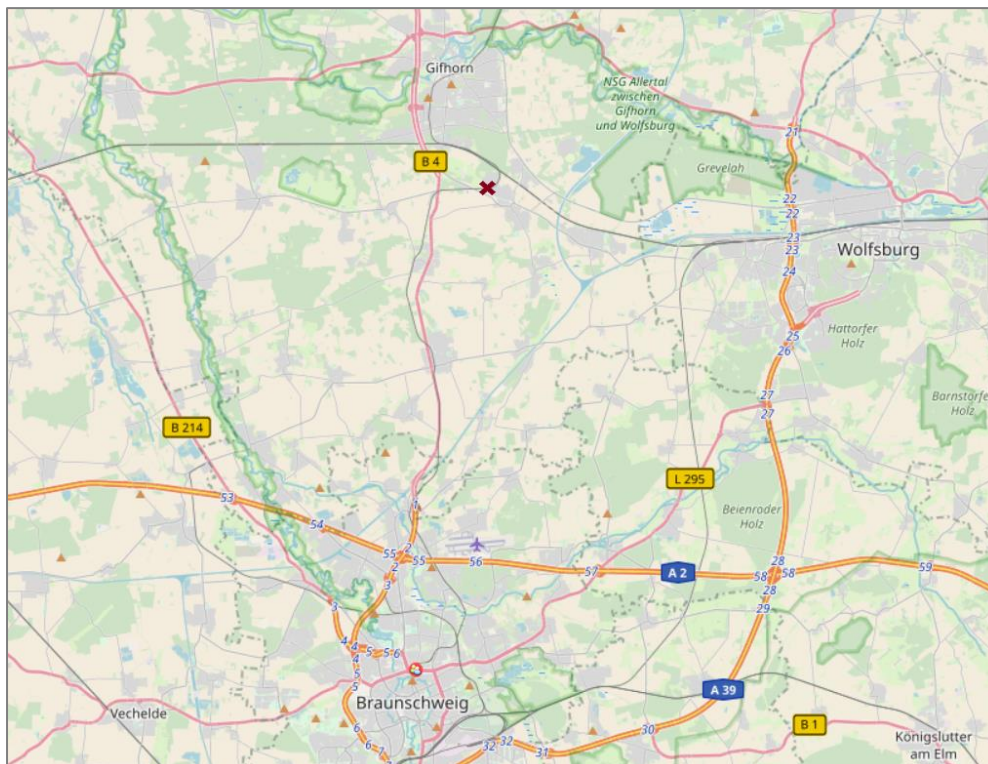 Gifhorn
NSG Allertal
zwischen
Gifhorn
und Wolfsburg
21
B 4
Grevelah
22
22
23
23
Wolfsburg
24
25
Hattorfer
Holz
26
27
27
Barnstorfer
Holz
B 214
L 295
53
1
Beienroder
Holz
54
55
2
55
56
2
3
57
A 2
28
58
58
28
29
59
3
4
4
5
5
6
4
5
5
A 39
Braunschweig
Vechelde
6
6
7
30
B 1
32
32
31
Königslutter
am Elm